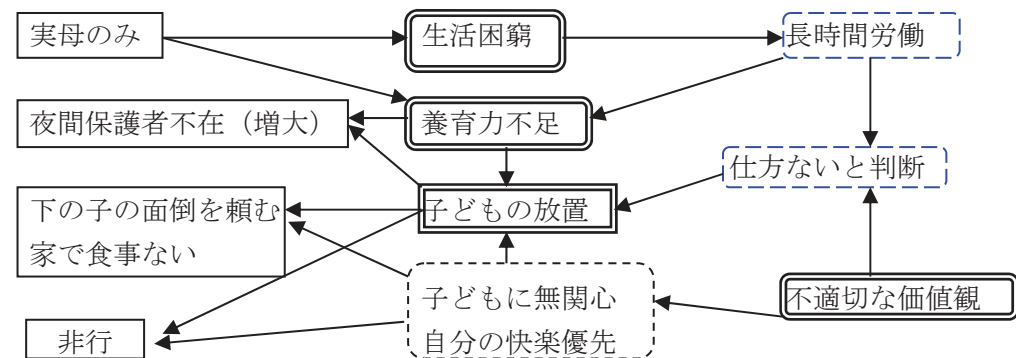 実母のみ
生活困窮
長時間労働
夜間保護者不在（増大）
養育力不足
仕方ないと判断
下の子の面倒を頼む
家で食事ない
子どもの放置
子どもに無関心
自分の快楽優先
不適切な価値観
非行